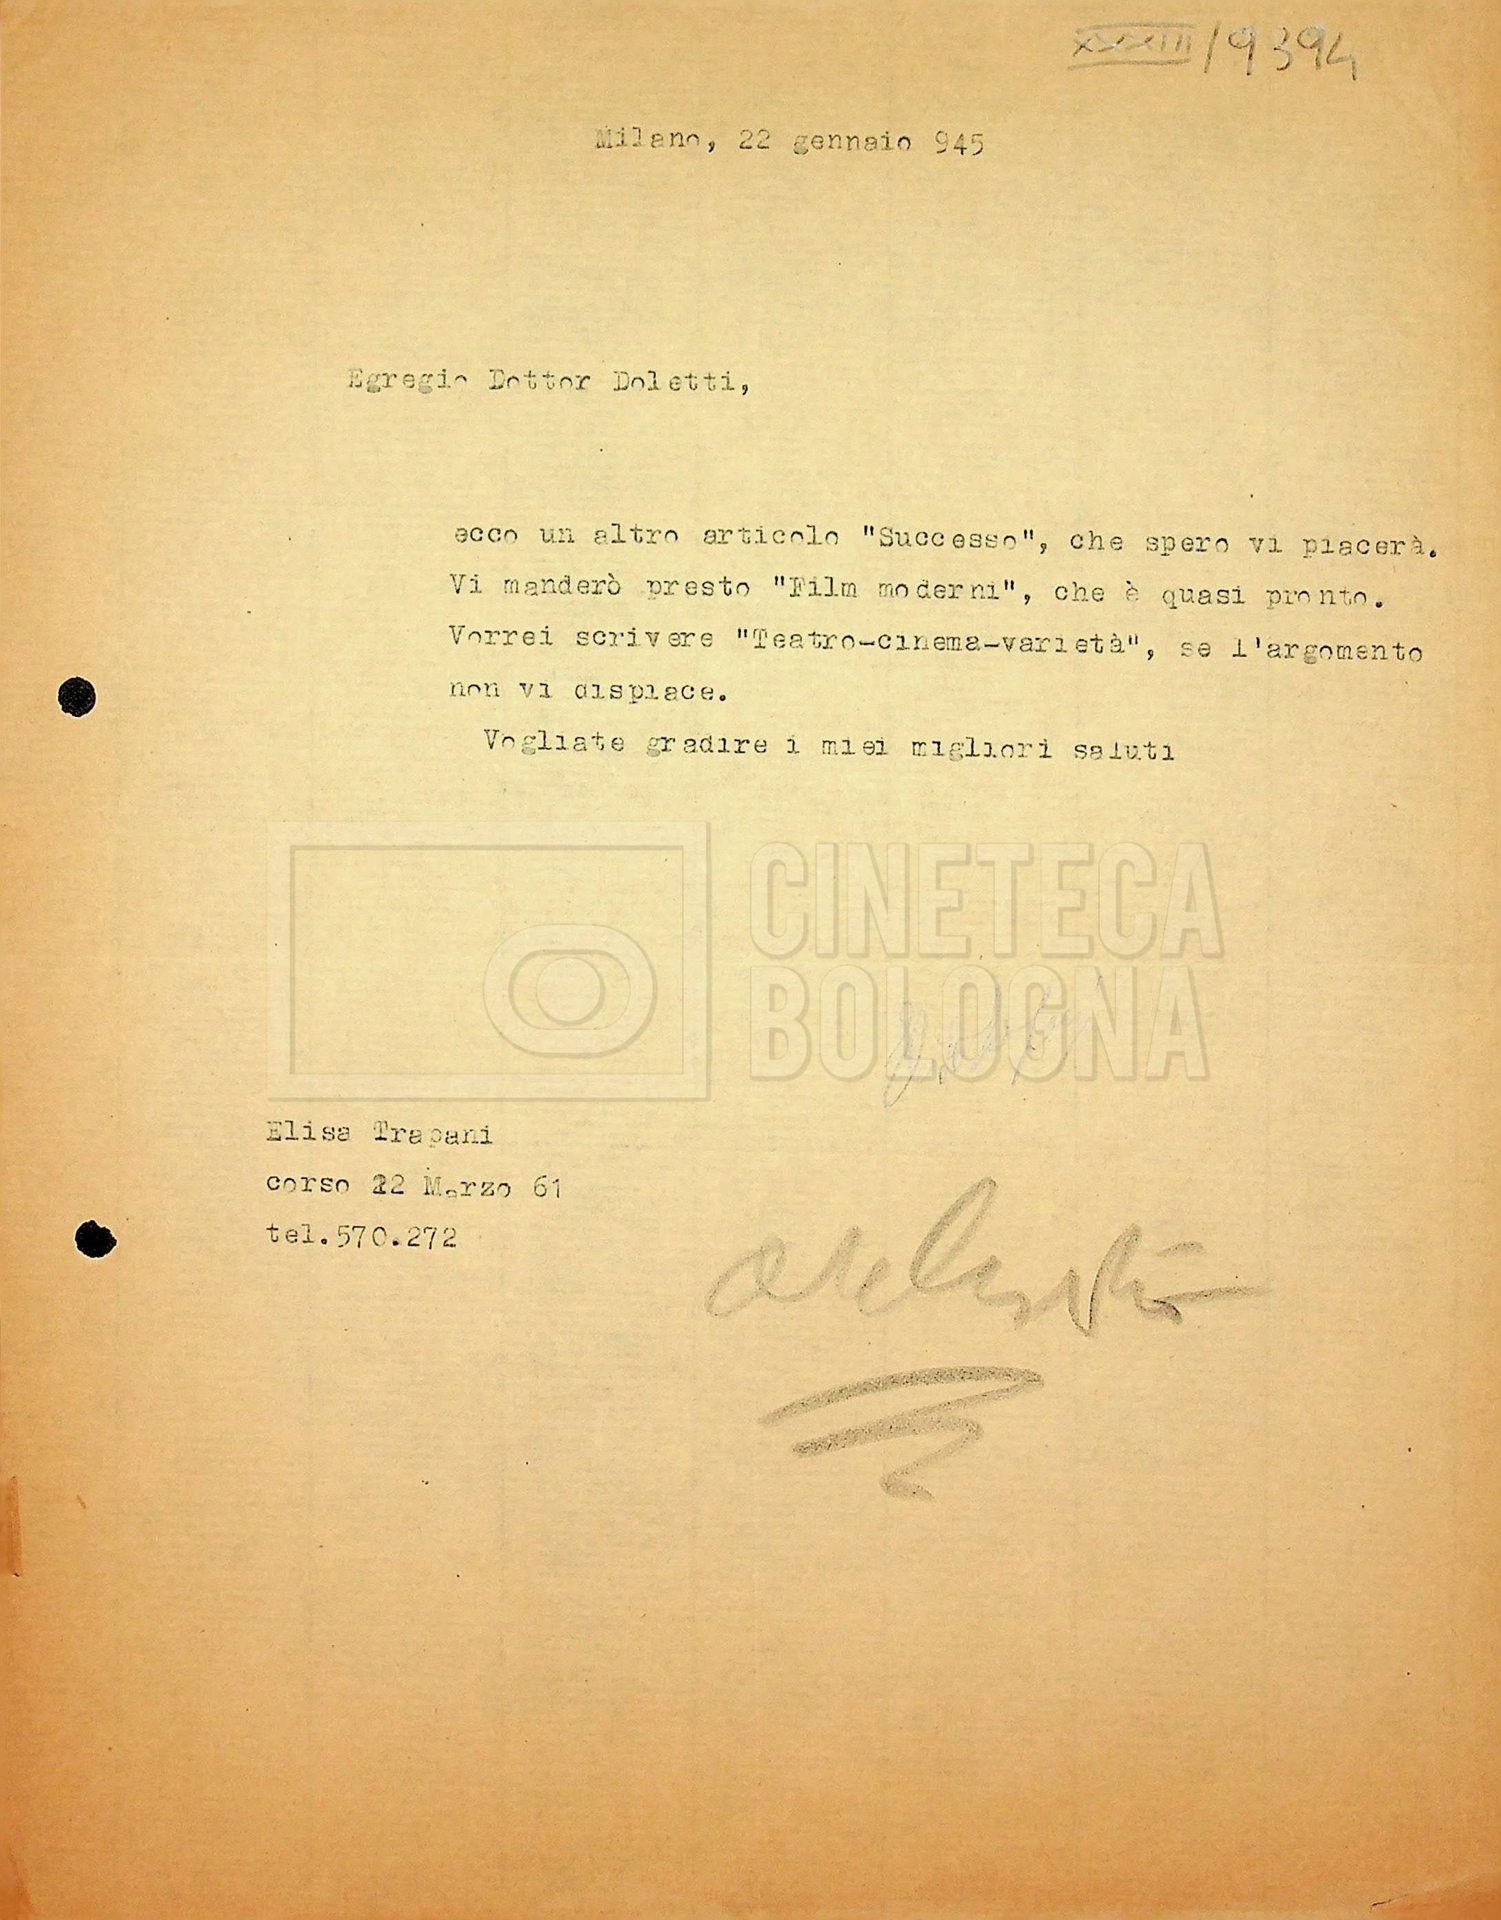 XXXIII/9394
Milano, 22 gennaio 945
Egregio Dottor Doletti,
ecco un altro articolo "Successo", che spero vi piacerà.
Vi manderò presto "Film moderni", che è quasi pronto.
Vorrei scrivere "Teatro-cinema-varietà", se l'argomento
non vi dispiace.
Vogliate gradire i miei migliori saluti
CINETECA
BOLOGNA
Elisa Trapani
corso 22 Marzo 61
tel.570.272